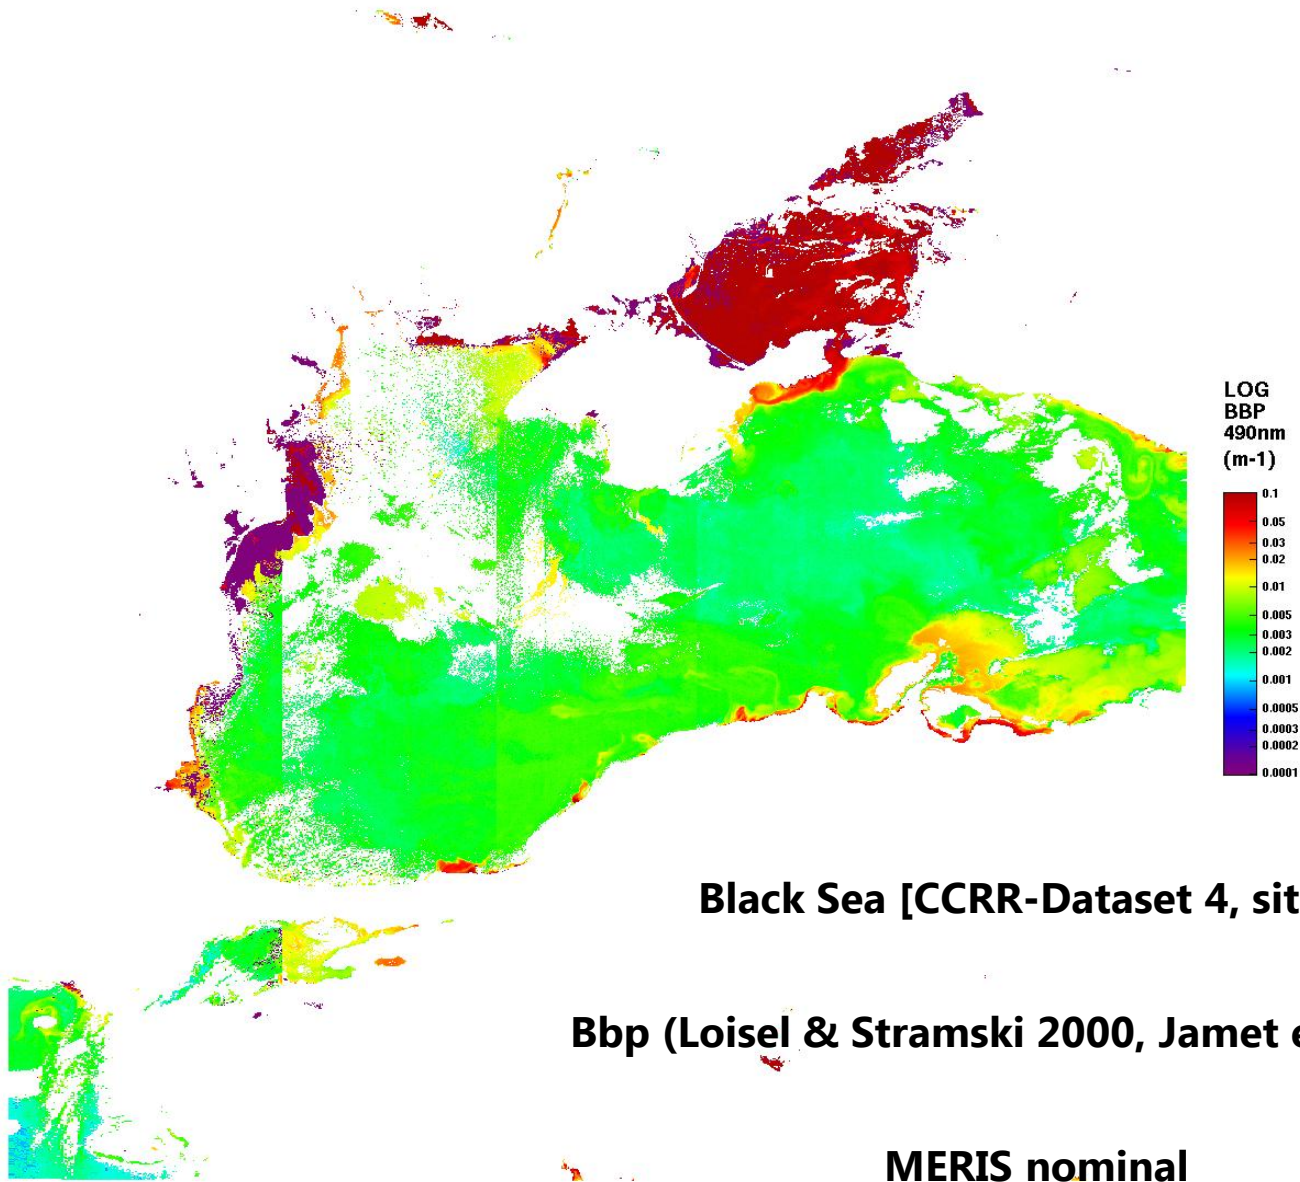 LOG
BBP
490nm
(m-1)
0.1
0.05
0.03
0.02
0.01
0.005
0.003
0.002
0.001
0.0005
0.0003
0.0002
0.0001
Black Sea [CCRR-Dataset 4, sit
Bbp (Loisel & Stramski 2000, Jamet e
MERIS nominal